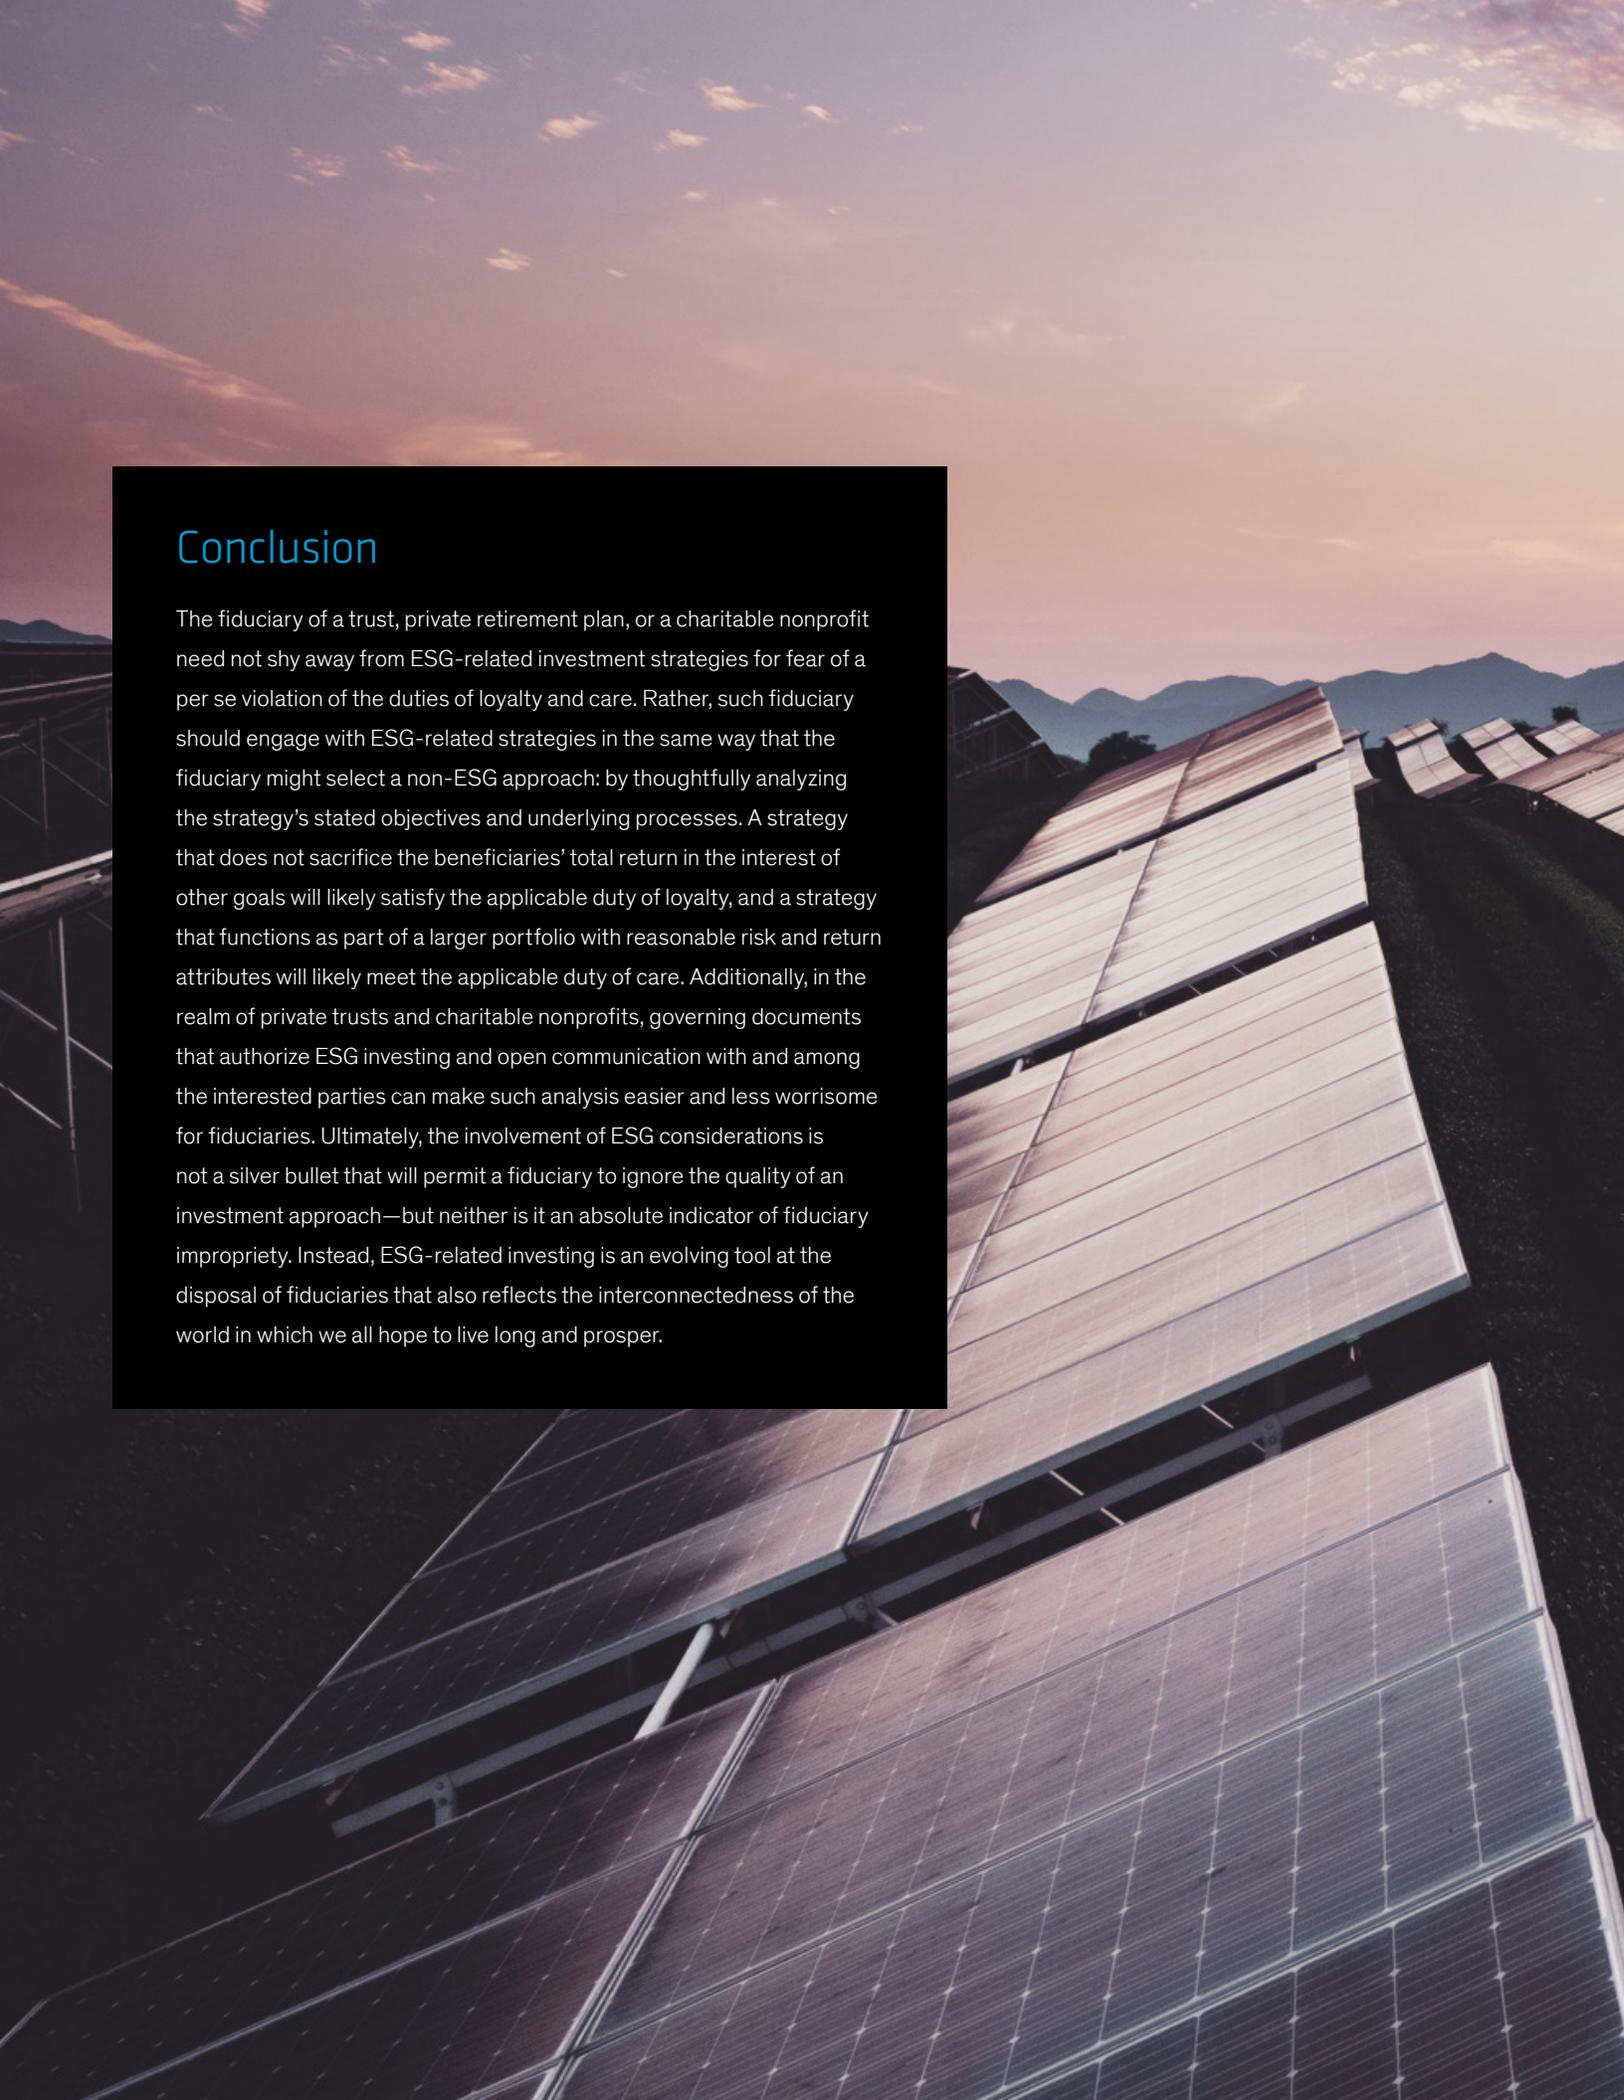 Conclusion
The fiduciary of a trust, private retirement plan, or a charitable nonprofit
need not shy away from ESG-related investment strategies for fear of a
per se violation of the duties of loyalty and care. Rather, such fiduciary
should engage with ESG-related strategies in the same way that the
fiduciary might select a non-ESG approach: by thoughtfully analyzing
the strategy’s stated objectives and underlying processes. A strategy
that does not sacrifice the beneficiaries’ total return in the interest of
other goals will likely satisfy the applicable duty of loyalty, and a strategy
that functions as part of a larger portfolio with reasonable risk and return
attributes will likely meet the applicable duty of care. Additionally, in the
realm of private trusts and charitable nonprofits, governing documents
that authorize ESG investing and open communication with and among
the interested parties can make such analysis easier and less worrisome
for fiduciaries. Ultimately, the involvement of ESG considerations is
not a silver bullet that will permit a fiduciary to ignore the quality of an
investment approach—but neither is it an absolute indicator of fiduciary
impropriety. Instead, ESG-related investing is an evolving tool at the
disposal of fiduciaries that also reflects the interconnectedness of the
world in which we all hope to live long and prosper.